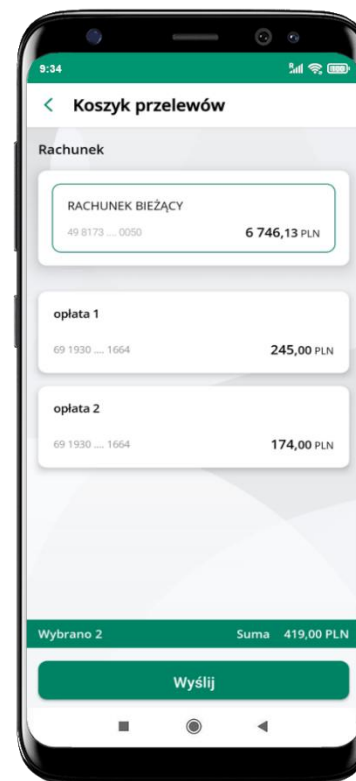 9:34
Koszyk przelewów
Rachunek
RACHUNEK BIEŻĄCY
49 8173 .... 0050 6 746,13 PLN
opłata 1
69 1930 .... 1664 245,00 PLN
opłata 2
69 1930 .... 1664 174,00 PLN
Wybrano 2 Suma 419,00 PLN
Wyślij